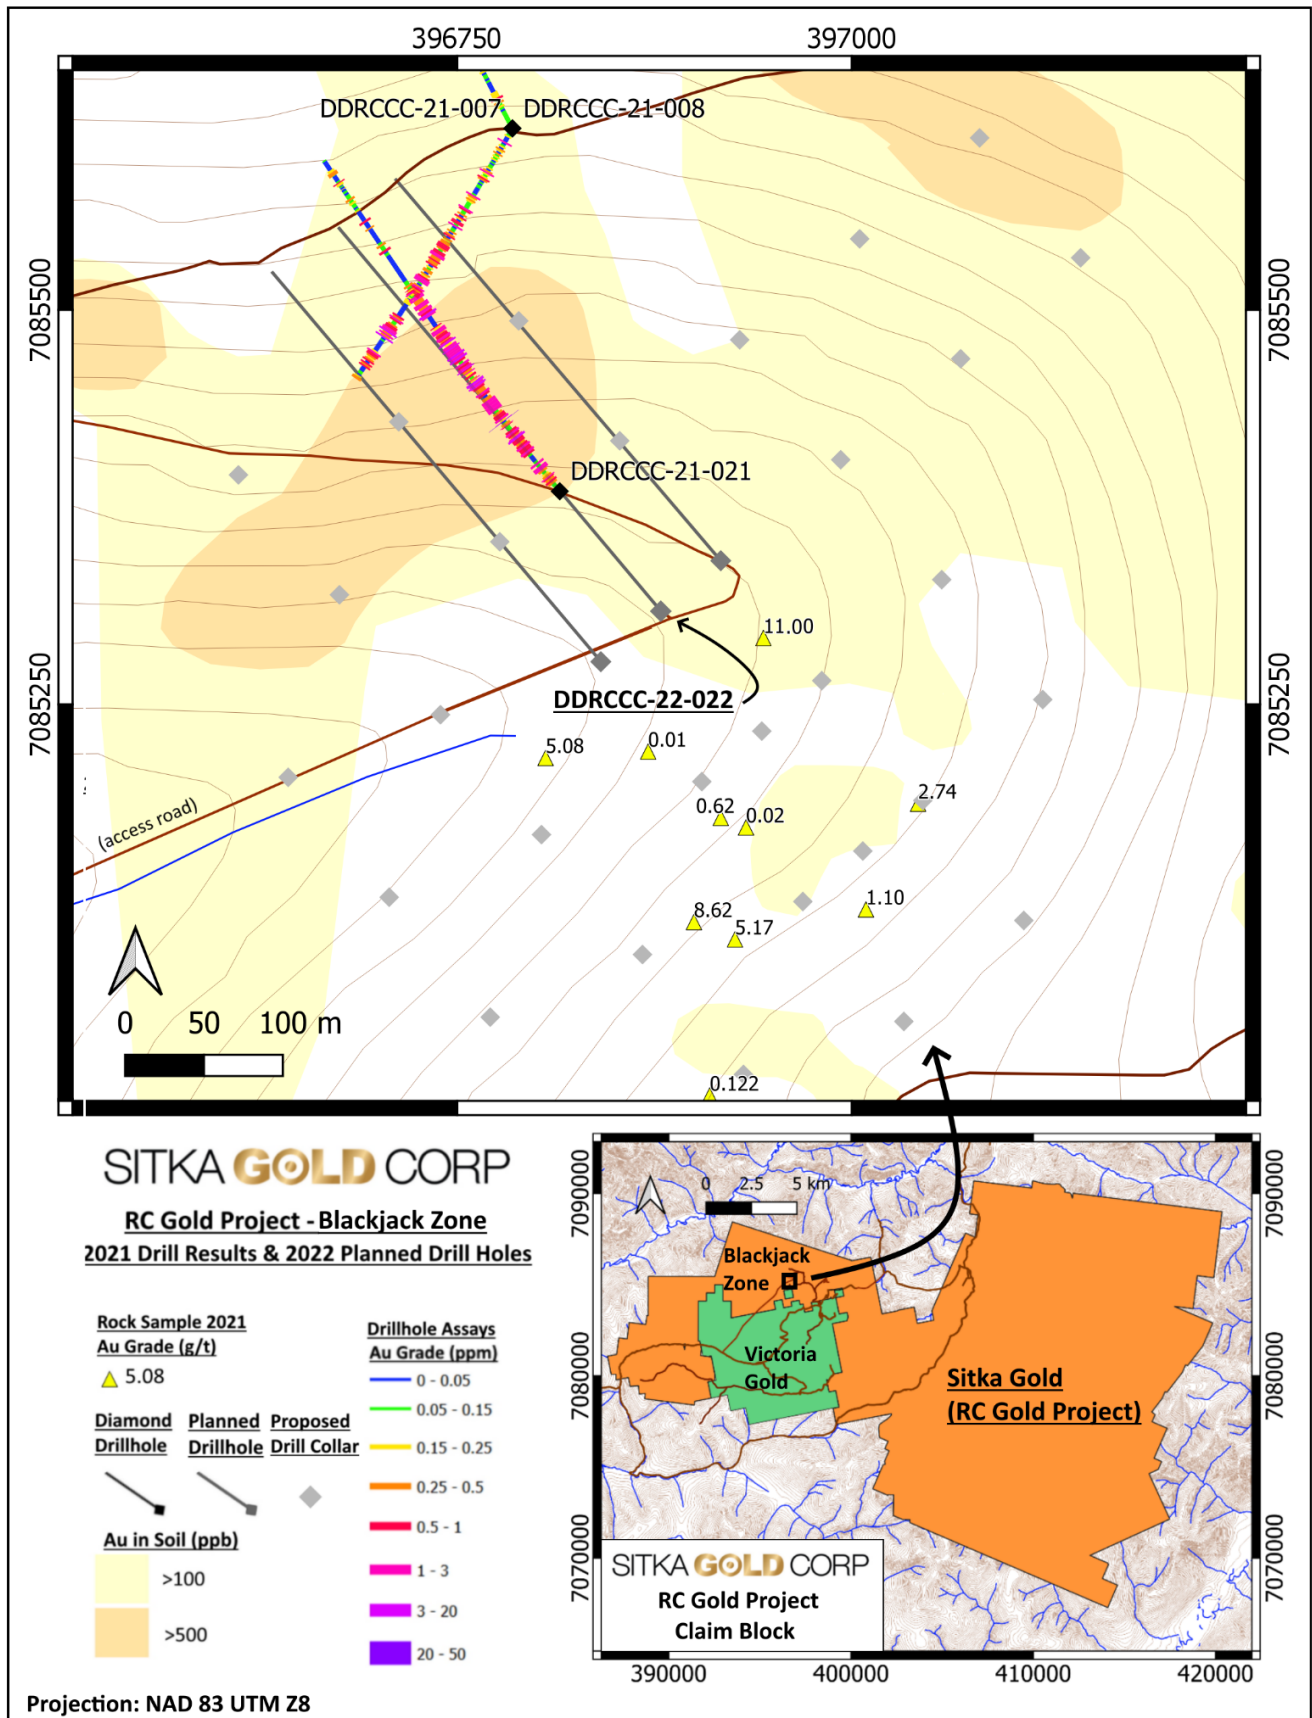 396750
397000
DDRCCC-21-007
DDRCCC-21-008
7085500
7085500
DDRCCC-21-021
11.00
DDRCCC-22-022
7085250
7085250
5.08
0.01
2.74
0.62
0.02
(access road)
1.10
8.62
5.17
0 50 100 m
0.122
SITKA GOLD CORP
RC Gold Project - Blackjack Zone
2021 Drill Results & 2022 Planned Drill Holes
Rock Sample 2021
Au Grade (g/t)
5.08
Diamond
Drillhole
Planned
Drillhole
Proposed
Drill Collar
Au in Soil (ppb)
>100
>500
Drillhole Assays
Au Grade (ppm)
0 - 0.05
0.05 - 0.15
0.15 - 0.25
0.25 - 0.5
0.5 - 1
1 - 3
3 - 20
20 - 50
Projection: NAD 83 UTM Z8
0 2.5 5 km
7090000
7090000
Blackjack
Zone
Victoria
Gold
7080000
7080000
Sitka Gold
(RC Gold Project)
7070000
7070000
SITKA GOLD CORP
RC Gold Project
Claim Block
390000
400000
410000
420000